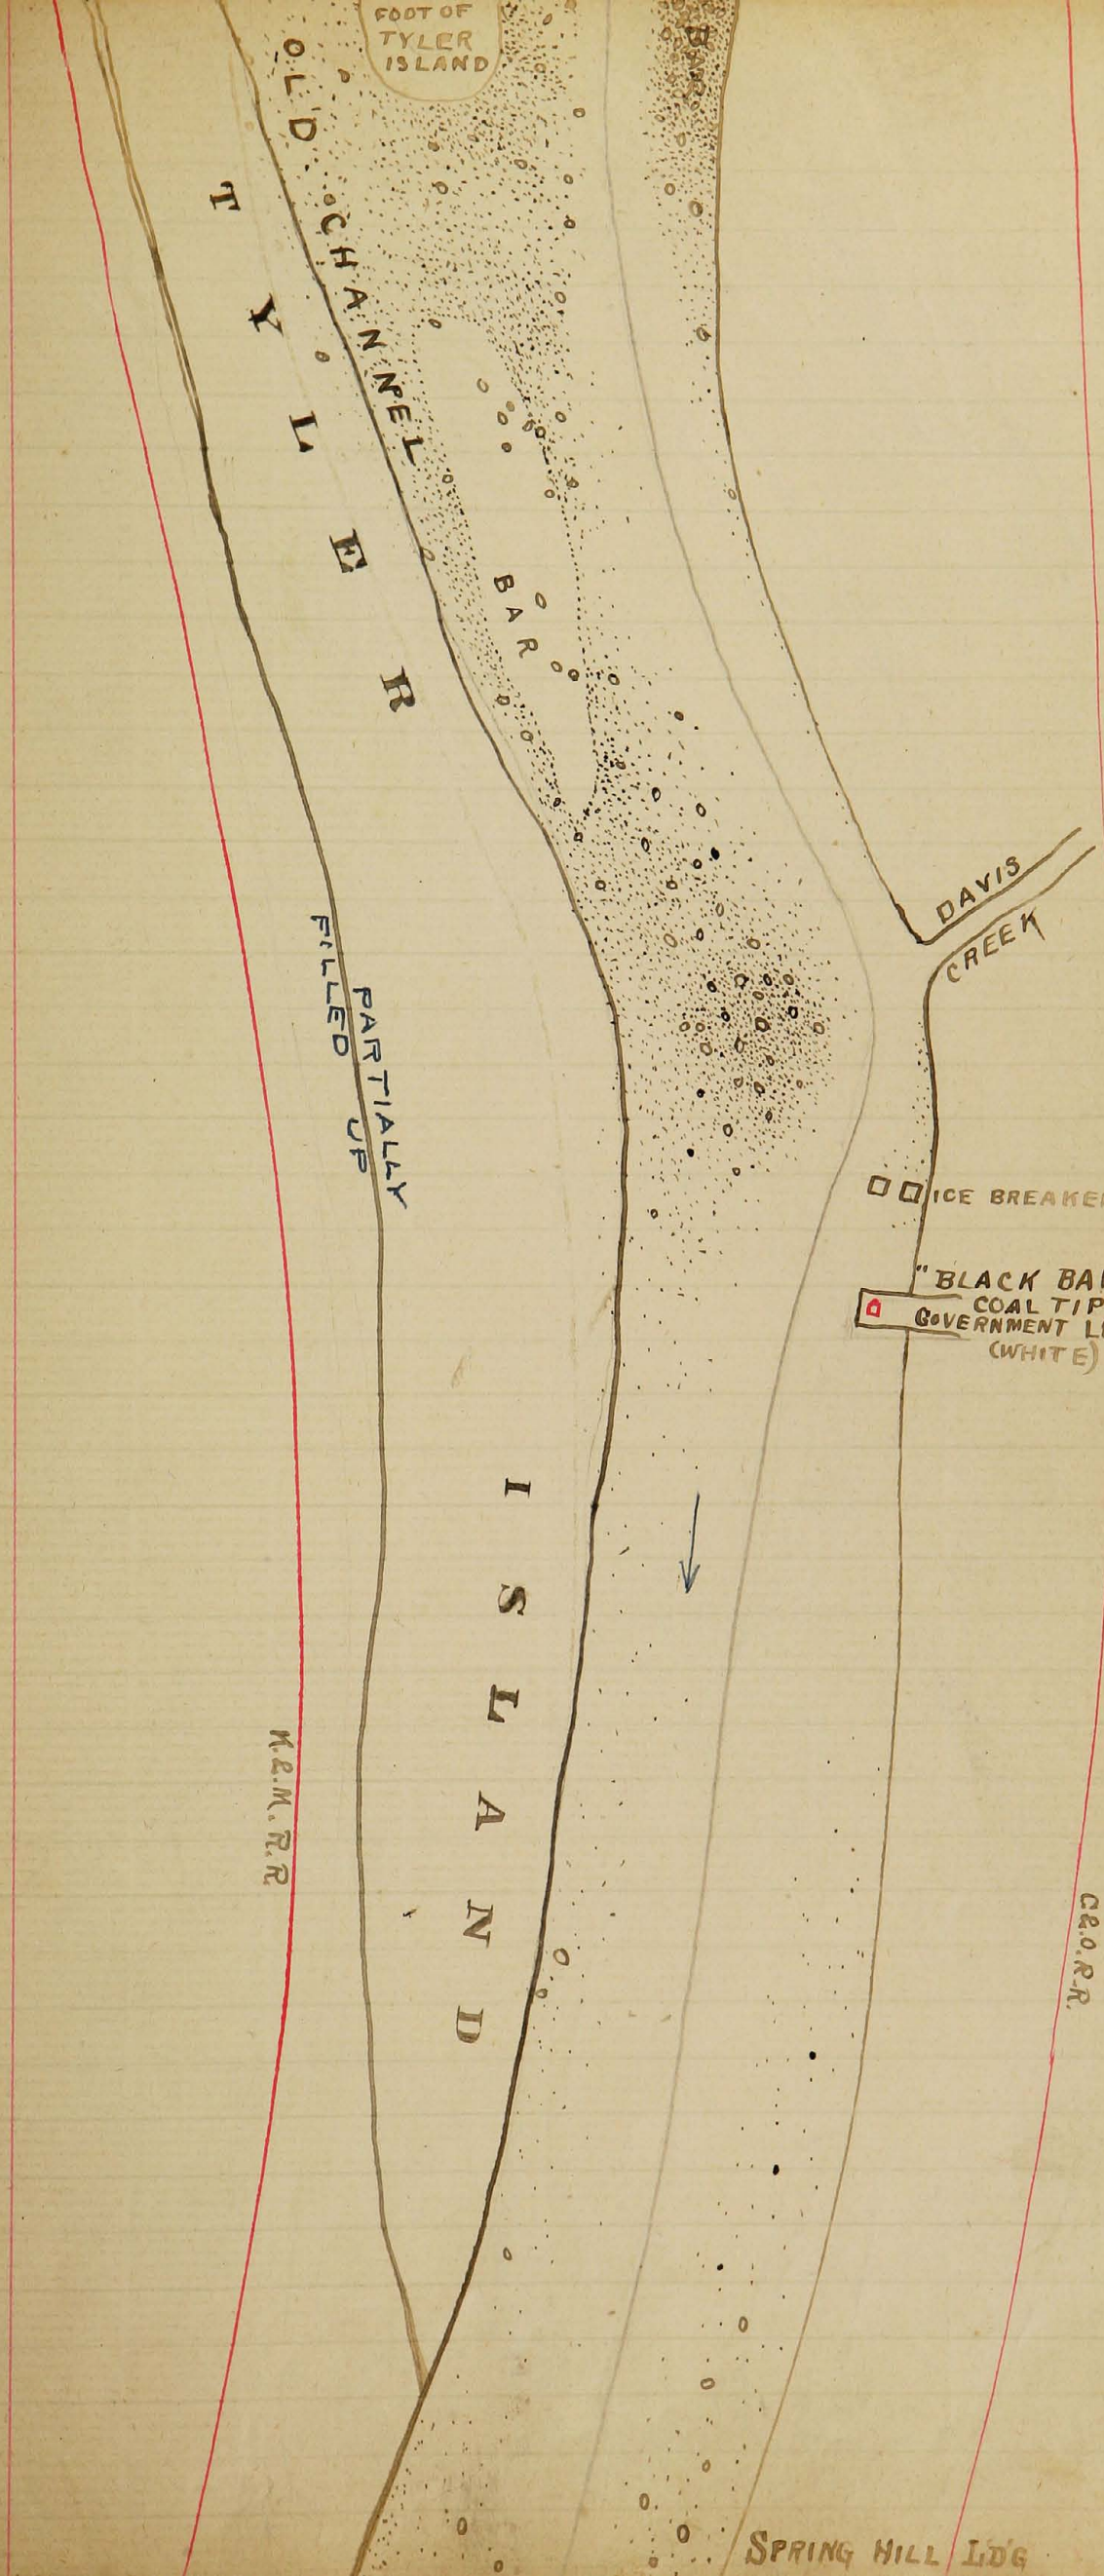 FOOT OF
TYLER
ISLAND
BAR
OLD CHANNEL
TYLER
BAR
DAVIS
CREEK
PARTIALLY
FILLED UP
ICE BREAKE
"BLACK BA
COAL TIP
GOVERNMENT L
(WHITE)
ISLAND
K.&.M.R.R.
C.&.O.R.R.
SPRING HILL LD'G